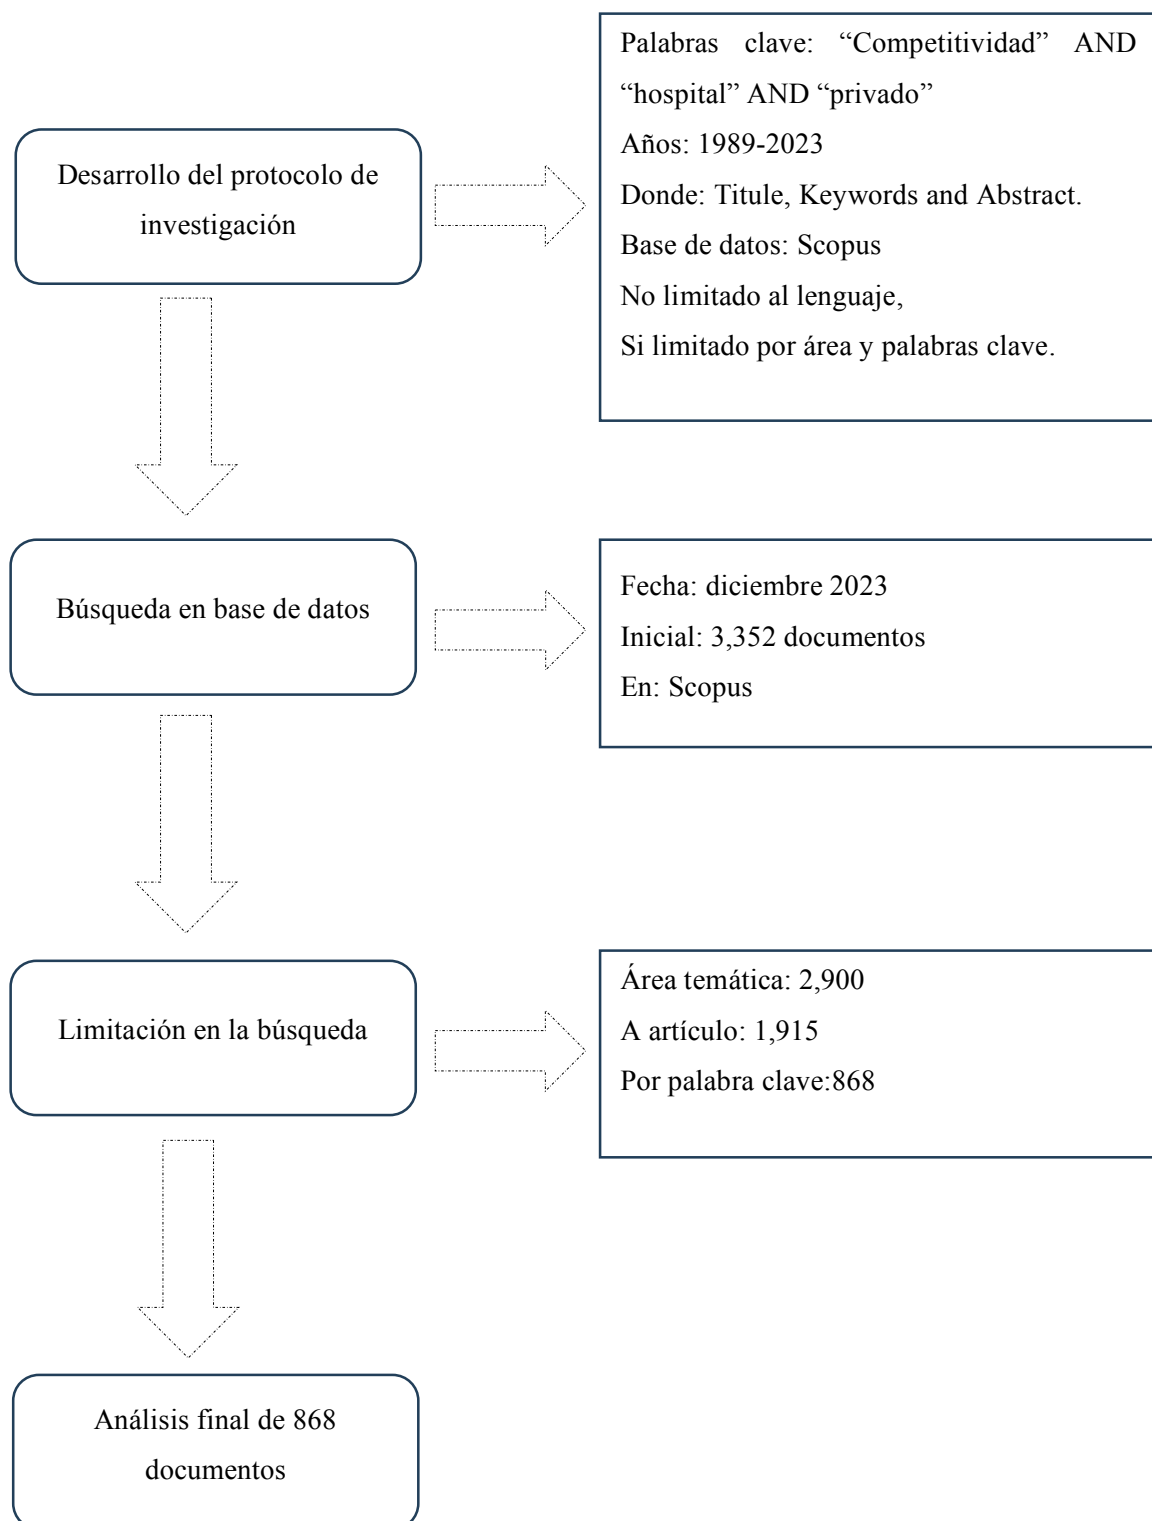 Desarrollo del protocolo de
investigación
Palabras clave: “Competitividad” AND
“hospital” AND “privado”
Años: 1989-2023
Donde: Titule, Keywords and Abstract.
Base de datos: Scopus
No limitado al lenguaje,
Si limitado por área y palabras clave.
Búsqueda en base de datos
Fecha: diciembre 2023
Inicial: 3,352 documentos
En: Scopus
Limitación en la búsqueda
Área temática: 2,900
A artículo: 1,915
Por palabra clave:868
Análisis final de 868
documentos